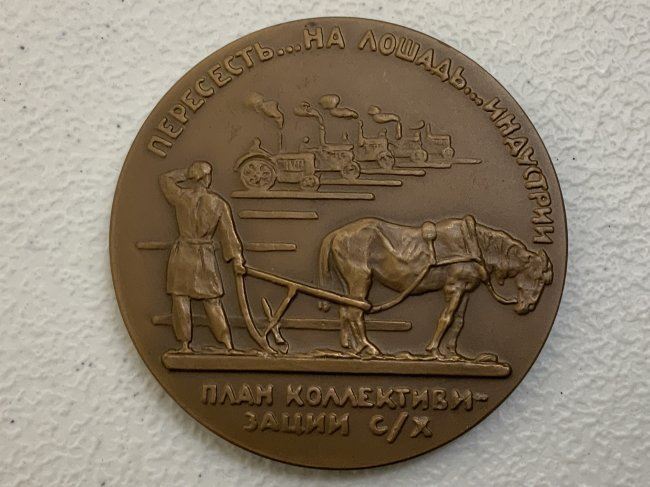 ПЕРЕСЕСТЬ...НА ЛОШАДЬ...ИНДУСТРИИ
ПЛАН КОЛЛЕКТИВИ-
ЗАЦИИ С/Х